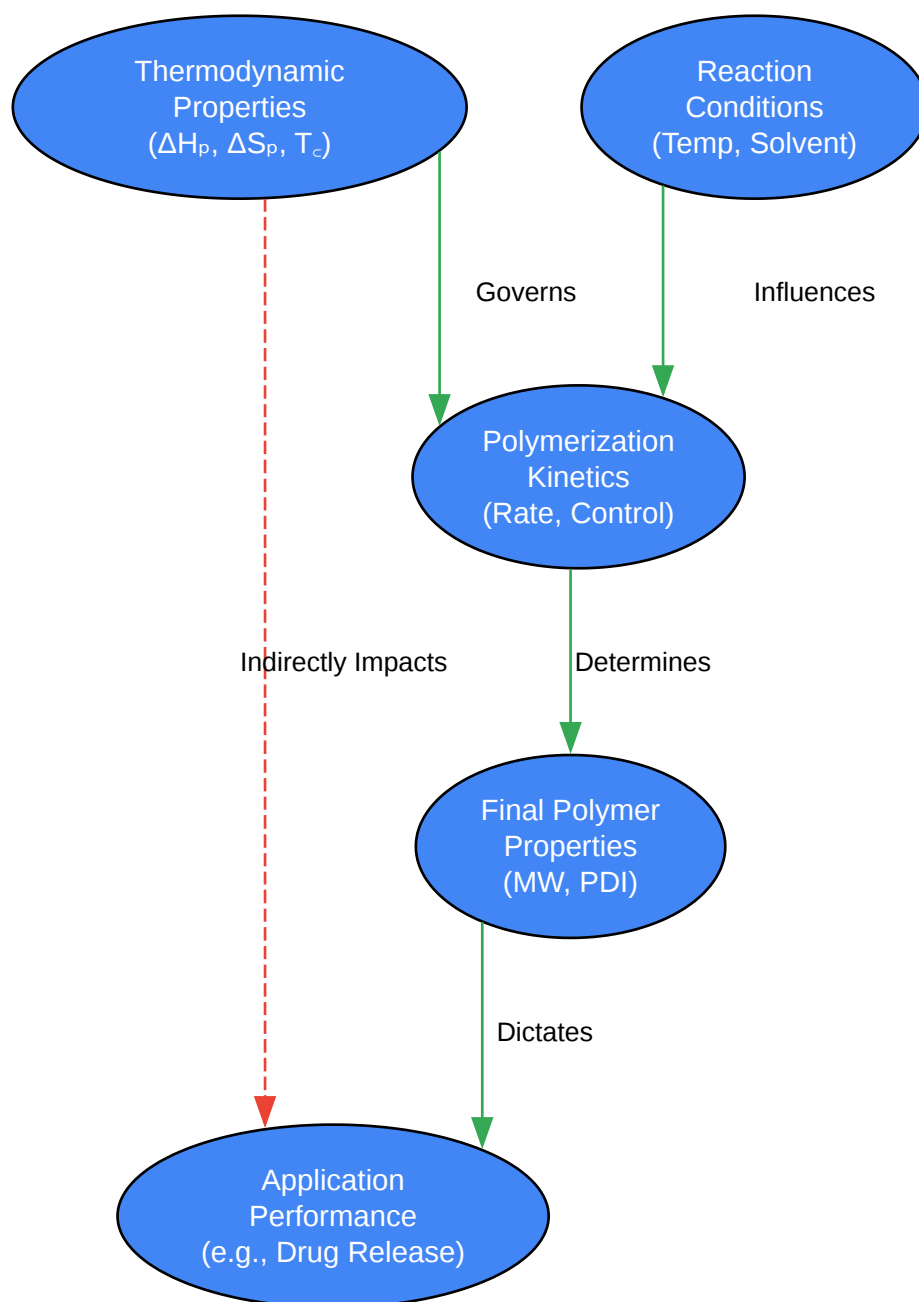 Thermodynamic
Properties
(ΔHₚ, ΔSₚ, T꜀)
Reaction
Conditions
(Temp, Solvent)
Governs
Influences
Polymerization
Kinetics
(Rate, Control)
Indirectly Impacts
Determines
Final Polymer
Properties
(MW, PDI)
Dictates
Application
Performance
(e.g., Drug Release)